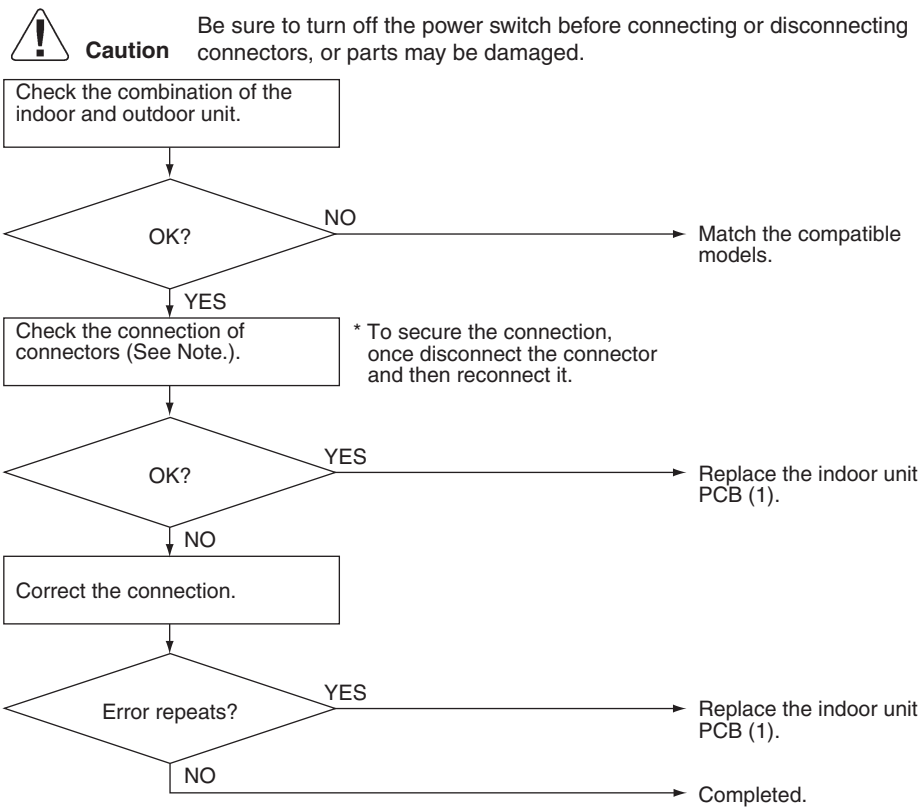 Be sure to turn off the power switch before connecting or disconnecting
Caution connectors, or parts may be damaged.
Check the combination of the
indoor and outdoor unit.
OK?
NO
Match the compatible
models.
YES
Check the connection of
connectors (See Note.).
* To secure the connection,
once disconnect the connector
and then reconnect it.
OK?
YES
Replace the indoor unit
PCB (1).
NO
Correct the connection.
Error repeats?
YES
Replace the indoor unit
PCB (1).
NO
Completed.